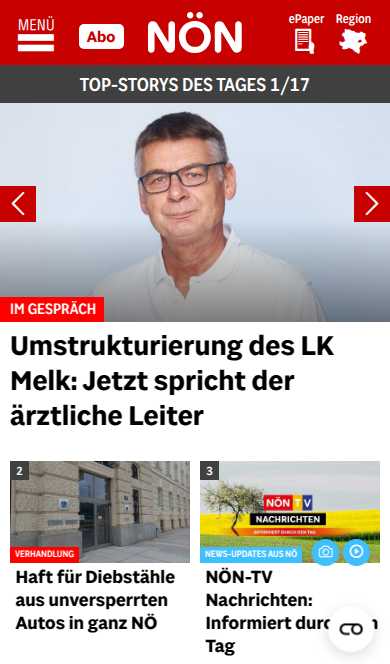 MENÜ
Abo
NÖN
ePaper
Region
TOP-STORYS DES TAGES 1/17
IM GESPRÄCH
Umstrukturierung des LK
Melk: Jetzt spricht der
ärztliche Leiter
2
VERHANDLUNG
Haft für Diebstähle
aus unversperrten
Autos in ganz NÖ
3
NÖN TV
NACHRICHTEN
INFORMIERT DURCH DEN TAG
NEWS-UPDATES AUS NÖ
NÖN-TV
Nachrichten:
Informiert
Tag